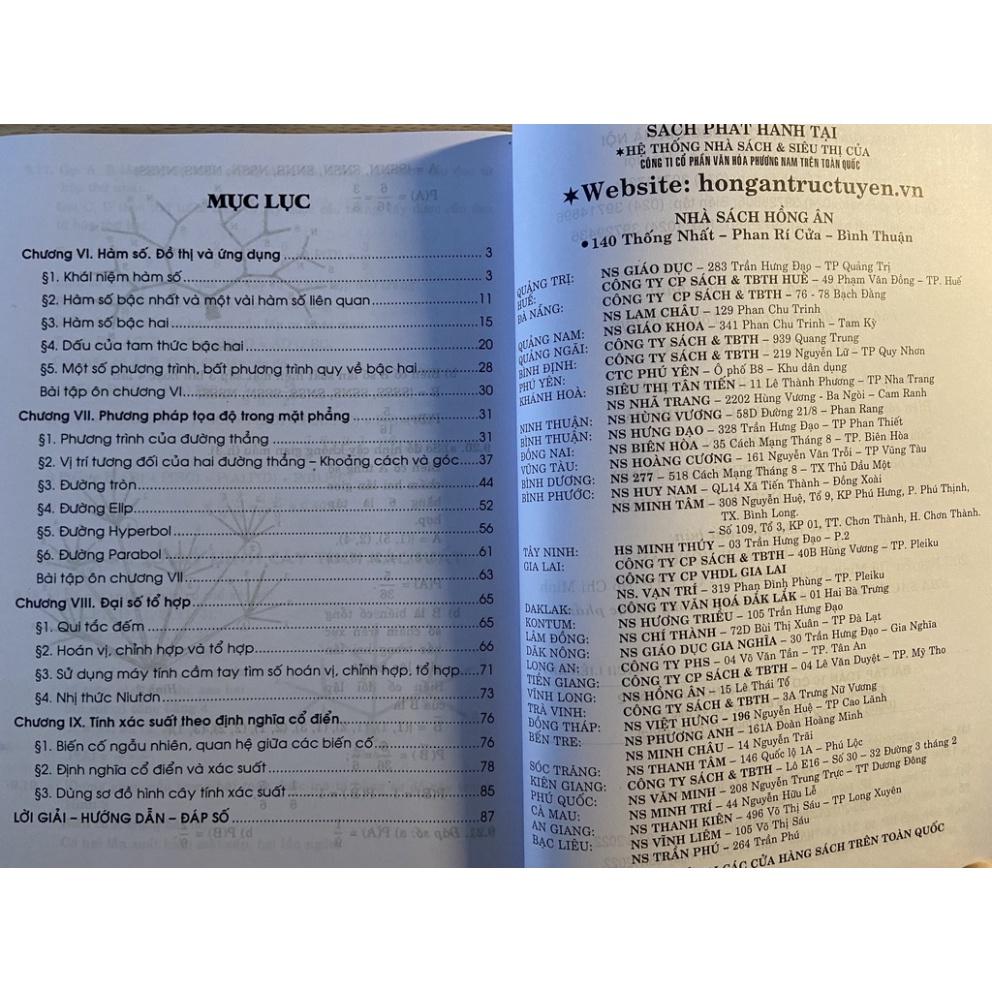 MỤC LỤC
Chương VI. Hàm số. Đồ thị và ứng dụng 3
§1. Khái niệm hàm số 3
§2. Hàm số bậc nhất và một vài hàm số liên quan 11
§3. Hàm số bậc hai 15
§4. Dấu của tam thức bậc hai 20
§5. Một số phương trình, bất phương trình quy về bậc hai 28
Bài tập ôn chương VI 30
Chương VII. Phương pháp tọa độ trong mặt phẳng 31
§1. Phương trình của đường thẳng 31
§2. Vị trí tương đối của hai đường thẳng – Khoảng cách và góc 37
§3. Đường tròn 44
§4. Đường Elip 52
§5. Đường Hyperbol 56
§6. Đường Parabol 61
Bài tập ôn chương VII 63
Chương VIII. Đại số tổ hợp 65
§1. Qui tắc đếm 65
§2. Hoán vị, chỉnh hợp và tổ hợp 66
§3. Sử dụng máy tính cầm tay tìm số hoán vị, chỉnh hợp, tổ hợp 71
§4. Nhị thức Niutơn 73
Chương IX. Tính xác suất theo định nghĩa cổ điển 76
§1. Biến cố ngẫu nhiên, quan hệ giữa các biến cố 76
§2. Định nghĩa cổ điển và xác suất 78
§3. Dùng sơ đồ hình cây tính xác suất 85
LỜI GIẢI – HƯỚNG DẪN – ĐÁP SỐ 87
SÁCH PHÁT HÀNH TẠI
✶HỆ THỐNG NHÀ SÁCH & SIÊU THỊ CỦA
CÔNG TI CỔ PHẦN VĂN HÓA PHƯƠNG NAM TRÊN TOÀN QUỐC
✶Website: hongantructuyen.vn
NHÀ SÁCH HỒNG ÂN
•140 Thống Nhất – Phan Rí Cửa – Bình Thuận
QUẢNG TRỊ: NS GIÁO DỤC – 283 Trần Hưng Đạo – TP Quảng Trị
HUẾ: CÔNG TY CP SÁCH & TBTH HUẾ – 49 Phạm Văn Đồng – TP. Huế
ĐÀ NẴNG: CÔNG TY CP SÁCH & TBTH – 76 - 78 Bạch Đằng
NS LAM CHÂU – 129 Phan Chu Trinh
QUẢNG NAM: NS GIÁO KHOA – 341 Phan Chu Trinh – Tam Kỳ
QUẢNG NGÃI: CÔNG TY SÁCH & TBTH – 939 Quang Trung
BÌNH ĐỊNH: CÔNG TY SÁCH & TBTH – 219 Nguyễn Lữ – TP Quy Nhơn
PHÚ YÊN: CTC PHÚ YÊN – Ô phố B8 – Khu dân dụng
KHÁNH HOÀ: SIÊU THỊ TÂN TIẾN – 11 Lê Thành Phương – TP Nha Trang
NS NHÃ TRANG – 2202 Hùng Vương - Ba Ngòi – Cam Ranh
NINH THUẬN: NS HÙNG VƯƠNG – 58D Đường 21/8 – Phan Rang
BÌNH THUẬN: NS HƯNG ĐẠO – 328 Trần Hưng Đạo – TP Phan Thiết
ĐỒNG NAI: NS BIÊN HÒA – 35 Cách Mạng Tháng 8 – TP. Biên Hòa
VŨNG TÀU: NS HOÀNG CƯƠNG – 161 Nguyễn Văn Trỗi – TP Vũng Tàu
BÌNH DƯƠNG: NS 277 – 518 Cách Mạng Tháng 8 – TX Thủ Dầu Một
BÌNH PHƯỚC: NS HUY NAM – QL14 Xã Tiến Thành – Đồng Xoài
NS MINH TÂM – 308 Nguyễn Huệ, Tổ 9, KP Phú Hưng, P. Phú Thịnh,
TX. Bình Long.
– Số 109, Tổ 3, KP 01, TT. Chơn Thành, H. Chơn Thành.
TÂY NINH: HS MINH THÚY – 03 Trần Hưng Đạo – P.2
GIA LAI: CÔNG TY CP SÁCH & TBTH – 40B Hùng Vương – TP. Pleiku
CÔNG TY CP VHDL GIA LAI
NS. VẠN TRÍ – 319 Phan Đình Phùng – TP. Pleiku
DAKLAK: CÔNG TY VĂN HOÁ ĐẮK LẮK – 01 Hai Bà Trưng
KONTUM: NS HƯƠNG TRIỀU – 105 Trần Hưng Đạo
LÂM ĐỒNG: NS CHÍ THÀNH – 72D Bùi Thị Xuân – TP Đà Lạt
DĂK NÔNG: NS GIÁO DỤC GIA NGHĨA – 30 Trần Hưng Đạo – Gia Nghĩa
LONG AN: CÔNG TY PHS – 04 Võ Văn Tần – TP. Tân An
TIỀN GIANG: CÔNG TY CP SÁCH & TBTH – 04 Lê Văn Duyệt – TP. Mỹ Tho
VĨNH LONG: NS HỒNG ÂN – 15 Lê Thái Tổ
TRÀ VINH: CÔNG TY SÁCH & TBTH – 3A Trưng Nữ Vương
ĐỒNG THÁP: NS VIỆT HƯNG – 196 Nguyễn Huệ – TP Cao Lãnh
BẾN TRE: NS PHƯƠNG ANH – 161A Đoàn Hoàng Minh
NS MINH CHÂU – 14 Nguyễn Trãi
SÓC TRĂNG: NS THANH TÂM – 146 Quốc lộ 1A – Phú Lộc
KIÊN GIANG: CÔNG TY SÁCH & TBTH – Lô E16 – Số 30 – 32 Đường 3 tháng 2
PHÚ QUỐC: NS VĂN MINH – 208 Nguyễn Trung Trực – TT Dương Đông
CÀ MAU: NS MINH TRÍ – 44 Nguyễn Hữu Lễ
AN GIANG: NS THANH KIÊN – 496 Võ Thị Sáu – TP Long Xuyên
BẠC LIÊU: NS VĨNH LIÊM – 105 Võ Thị Sáu
NS TRẦN PHÚ – 264 Trần Phú
CÁC CỬA HÀNG SÁCH TRÊN TOÀN QUỐC